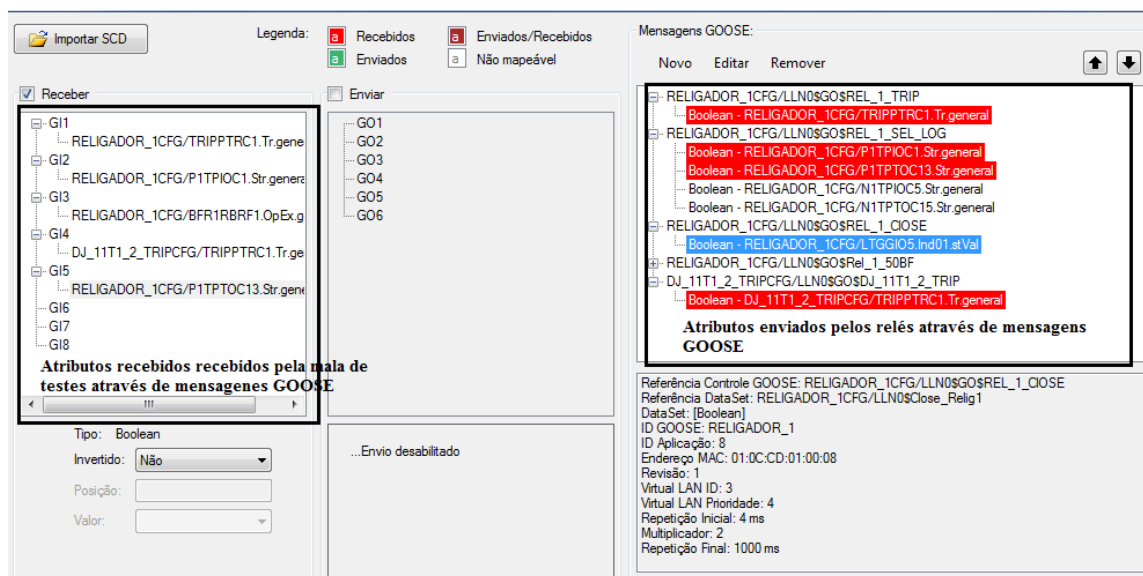 Importar SCD
Legenda:
a Recebidos
a Enviados/Recebidos
a Enviados
a Não mapeável
Receber
GI1
RELIGADOR_1CFG/TRIPPTRC1.Tr.gene
GI2
RELIGADOR_1CFG/P1TPIOC1.Str.genera
GI3
RELIGADOR_1CFG/BFR1RBRF1.OpEx.g
GI4
DJ_11T1_2_TRIPCFG/TRIPPTRC1.Tr.ge
GI5
RELIGADOR_1CFG/P1TPTOC13.Str.gene
GI6
GI7
GI8
Atributos recebidos recebidos pela mala de
testes através de mensagenes GOOSE
Tipo: Boolean
Invertido: Não
Posição:
Valor:
Enviar
GO1
GO2
GO3
GO4
GO5
GO6
...Envio desabilitado
Mensagens GOOSE:
Novo Editar Remover
RELIGADOR_1CFG/LLN0$GO$REL_1_TRIP
Boolean - RELIGADOR_1CFG/TRIPPTRC1.Tr.general
RELIGADOR_1CFG/LLN0$GO$REL_1_SEL_LOG
Boolean - RELIGADOR_1CFG/P1TPIOC1.Str.general
Boolean - RELIGADOR_1CFG/P1TPTOC13.Str.general
Boolean - RELIGADOR_1CFG/N1TPIOC5.Str.general
Boolean - RELIGADOR_1CFG/N1TPTOC15.Str.general
RELIGADOR_1CFG/LLN0$GO$REL_1_ClOSE
Boolean - RELIGADOR_1CFG/LTGGIO5.Ind01.stVal
RELIGADOR_1CFG/LLN0$GO$Rel_1_50BF
DJ_11T1_2_TRIPCFG/LLN0$GO$DJ_11T1_2_TRIP
Boolean - DJ_11T1_2_TRIPCFG/TRIPPTRC1.Tr.general
Atributos enviados pelos relés através de mensagens
GOOSE
Referência Controle GOOSE: RELIGADOR_1CFG/LLN0$GO$REL_1_ClOSE
Referência DataSet: RELIGADOR_1CFG/LLN0$Close_Relig1
DataSet: [Boolean]
ID GOOSE: RELIGADOR_1
ID Aplicação: 8
Endereço MAC: 01:0C:CD:01:00:08
Revisão: 1
Virtual LAN ID: 3
Virtual LAN Prioridade: 4
Repetição Inicial: 4 ms
Multiplicador: 2
Repetição Final: 1000 ms